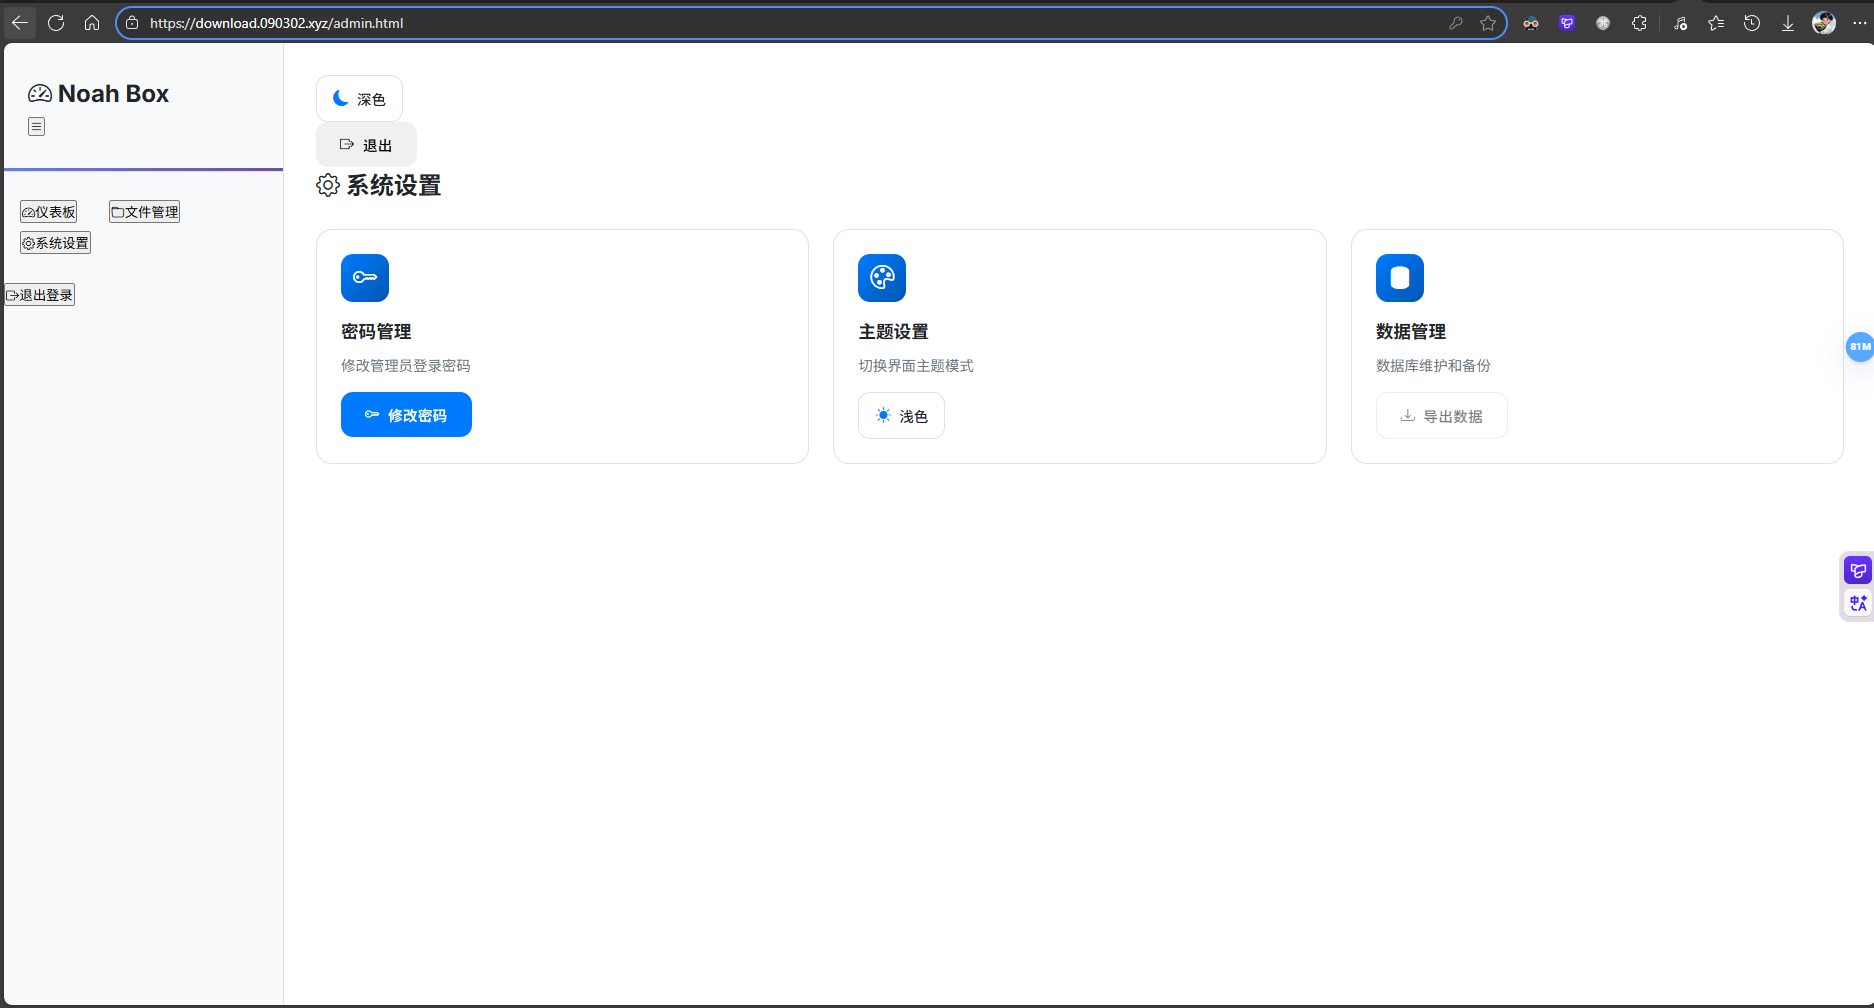 https://download.090302.xyz/admin.html
Noah Box
深色
退出
系统设置
仪表板
文件管理
系统设置
退出登录
密码管理
修改管理员登录密码
修改密码
主题设置
切换界面主题模式
浅色
数据管理
数据库维护和备份
导出数据
81M
中A